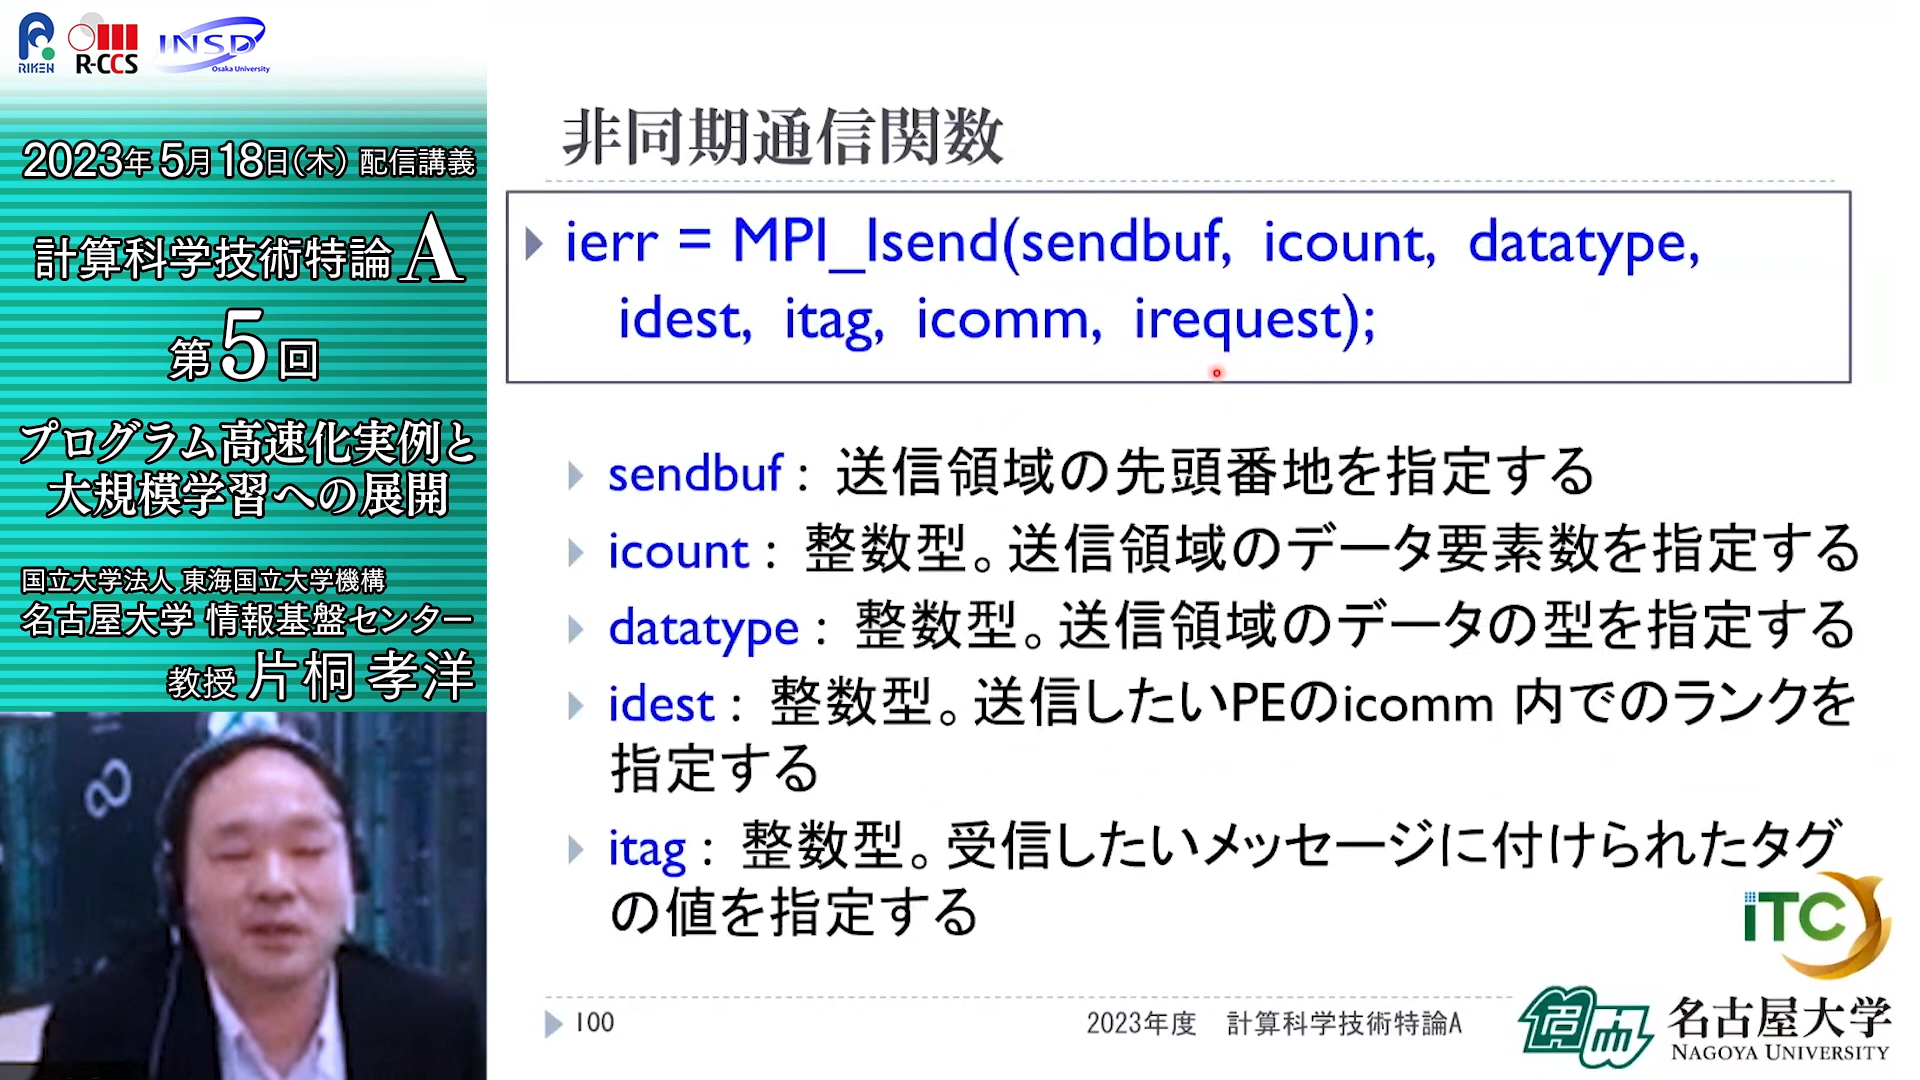 RIKEN
R-CCS
INSD
Osaka University
2023年5月18日(木) 配信講義
計算科学技術特論A
第5回
プログラム高速化実例と
大規模学習への展開
国立大学法人 東海国立大学機構
名古屋大学 情報基盤センター
教授 片桐 孝洋
非同期通信関数
ierr = MPI_Isend(sendbuf, icount, datatype,
idest, itag, icomm, irequest);
sendbuf : 送信領域の先頭番地を指定する
icount : 整数型。送信領域のデータ要素数を指定する
datatype : 整数型。送信領域のデータの型を指定する
idest : 整数型。送信したいPEのicomm 内でのランクを
指定する
itag : 整数型。受信したいメッセージに付けられたタグ
の値を指定する
iTC
100
2023年度 計算科学技術特論A
名古屋大学
NAGOYA UNIVERSITY